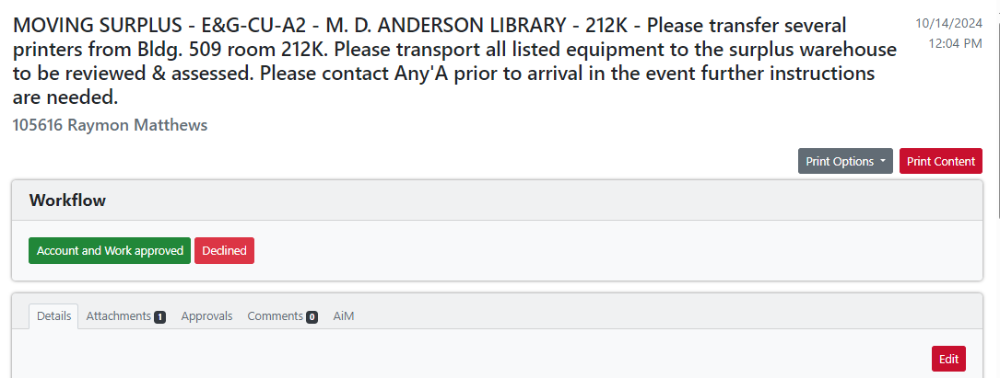 MOVING SURPLUS - E&G-CU-A2 - M. D. ANDERSON LIBRARY - 212K - Please transfer several
printers from Bldg. 509 room 212K. Please transport all listed equipment to the surplus warehouse
to be reviewed & assessed. Please contact Any'A prior to arrival in the event further instructions
are needed.
10/14/2024
12:04 PM
105616 Raymon Matthews
Print Options Print Content
Workflow
Account and Work approved Declined
Details Attachments 1 Approvals Comments 0 AiM
Edit